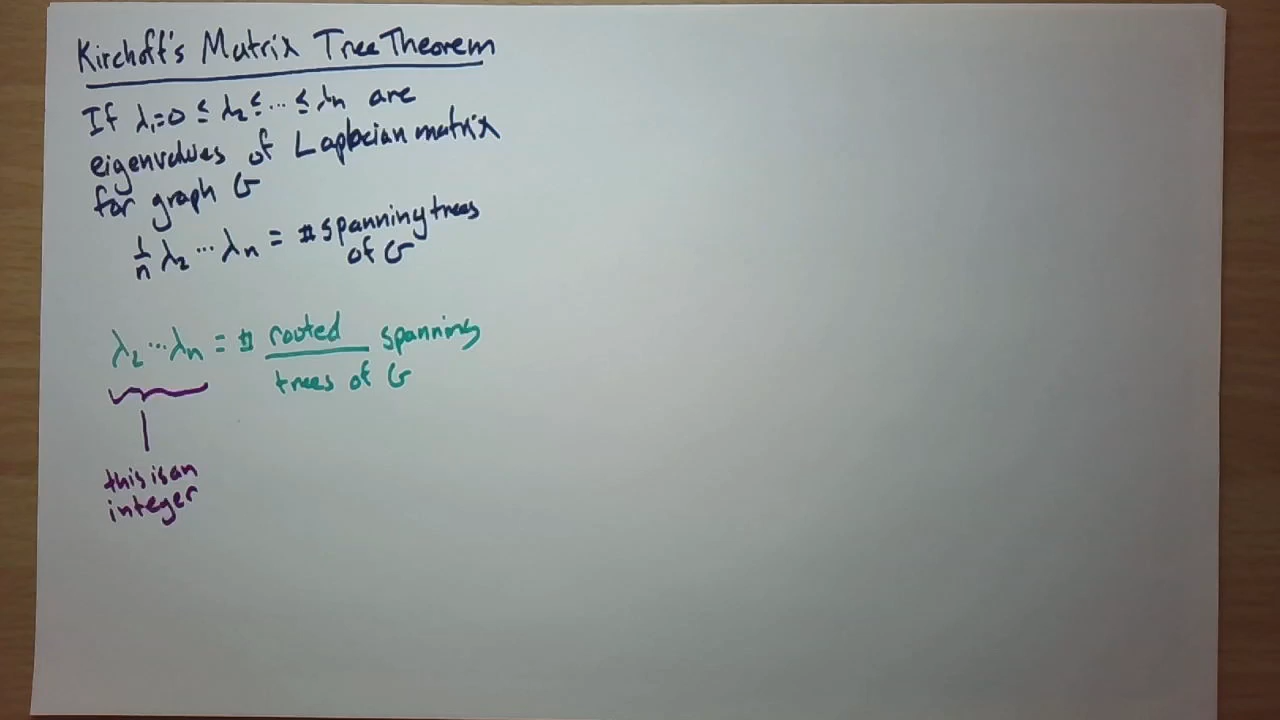 Kirchoff's Matrix Tree Theorem
If λ₁=0 ≤ λ₂ ≤ ... ≤ λn are
eigenvalues of Laplacian matrix
for graph G
1/n λ₂ ... λn = # spanning trees
of G
λ₂ ... λn = # rooted spanning
trees of G
this is an
integer